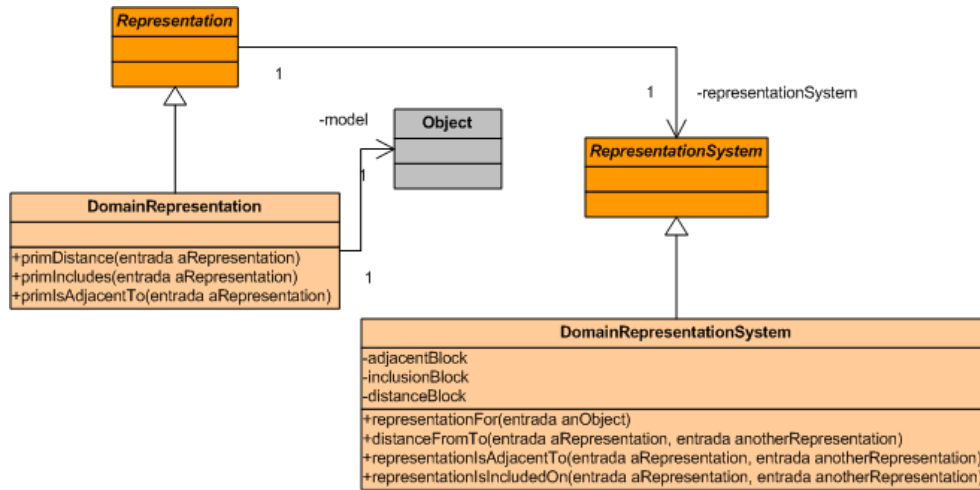 Representation
1
1
-representationSystem
-model
Object
RepresentationSystem
1
DomainRepresentation
+primDistance(entrada aRepresentation)
+primIncludes(entrada aRepresentation)
+primIsAdjacentTo(entrada aRepresentation)
1
DomainRepresentationSystem
-adjacentBlock
-inclusionBlock
-distanceBlock
+representationFor(entrada anObject)
+distanceFromTo(entrada aRepresentation, entrada anotherRepresentation)
+representationIsAdjacentTo(entrada aRepresentation, entrada anotherRepresentation)
+representationIsIncludedOn(entrada aRepresentation, entrada anotherRepresentation)